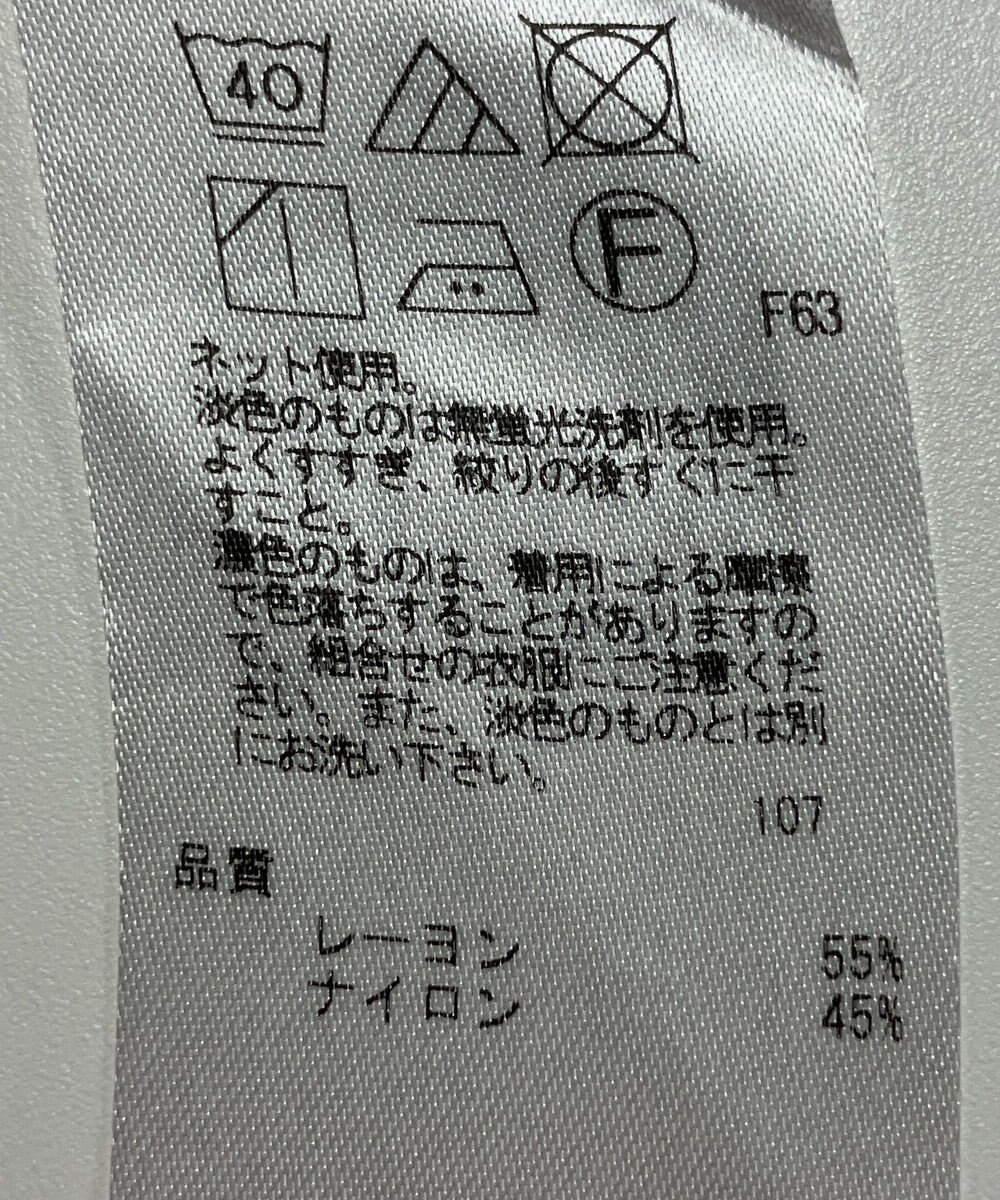 40
F
F63
ネット使用。
淡色のものは無蛍光洗剤を使用。
よくすすぎ、絞りの後すぐに干
すこと。
濃色のものは、着用による摩擦
で色落ちすることがありますの
で、組合せの衣服にご注意くだ
さい。また、淡色のものとは別
にお洗い下さい。
107
品質
レーヨン 55%
ナイロン 45%